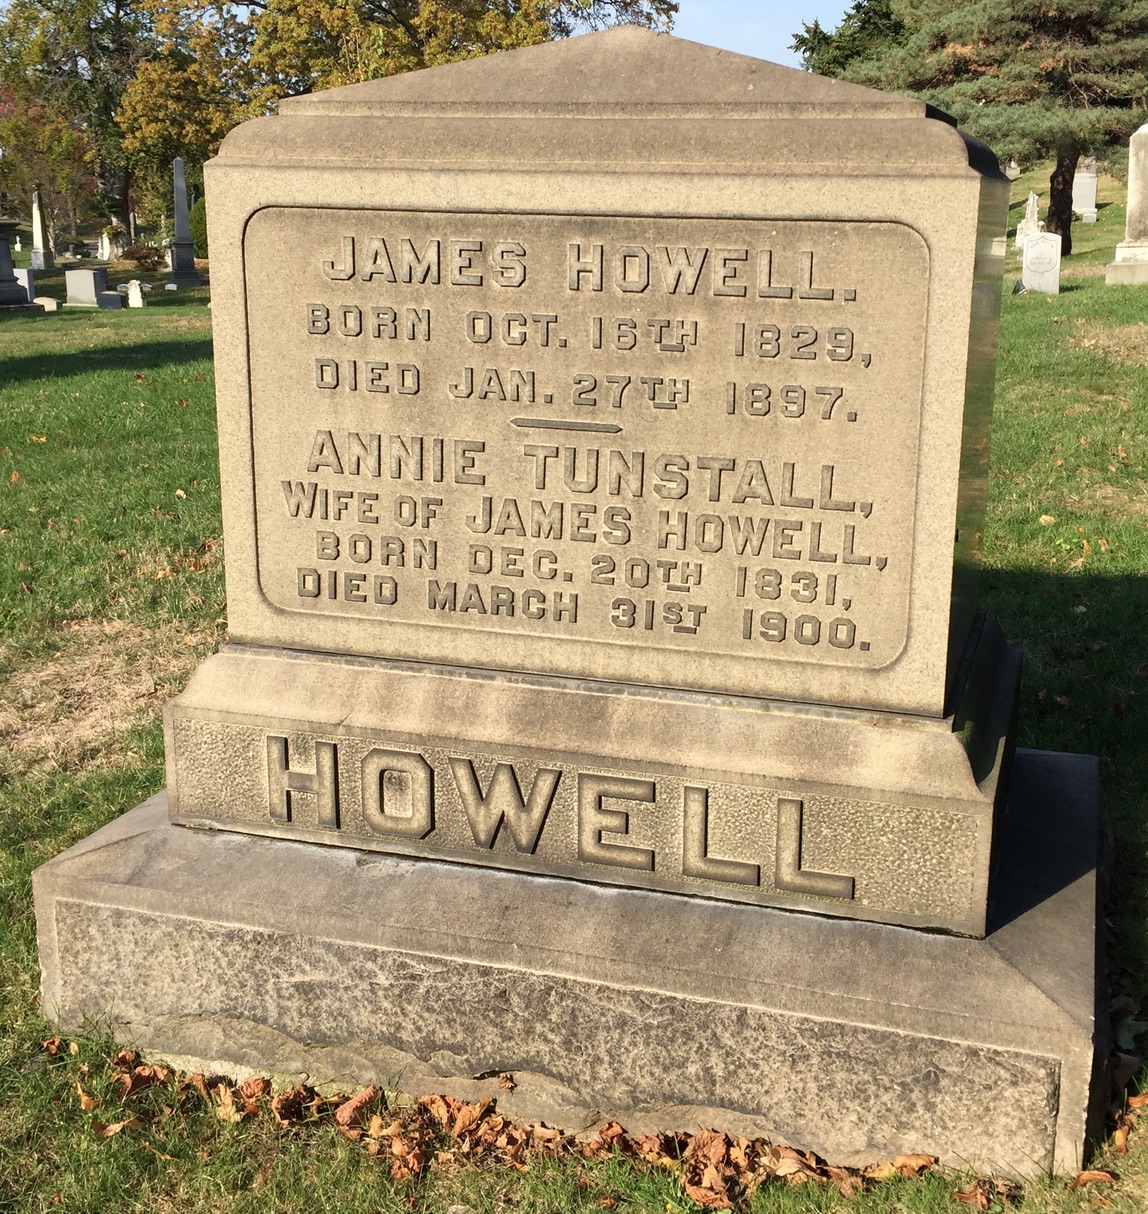 JAMES HOWELL.
BORN OCT. 16TH 1829,
DIED JAN. 27TH 1897.
ANNIE TUNSTALL,
WIFE OF JAMES HOWELL,
BORN DEC. 20TH 1831,
DIED MARCH 31ST 1900.
HOWELL